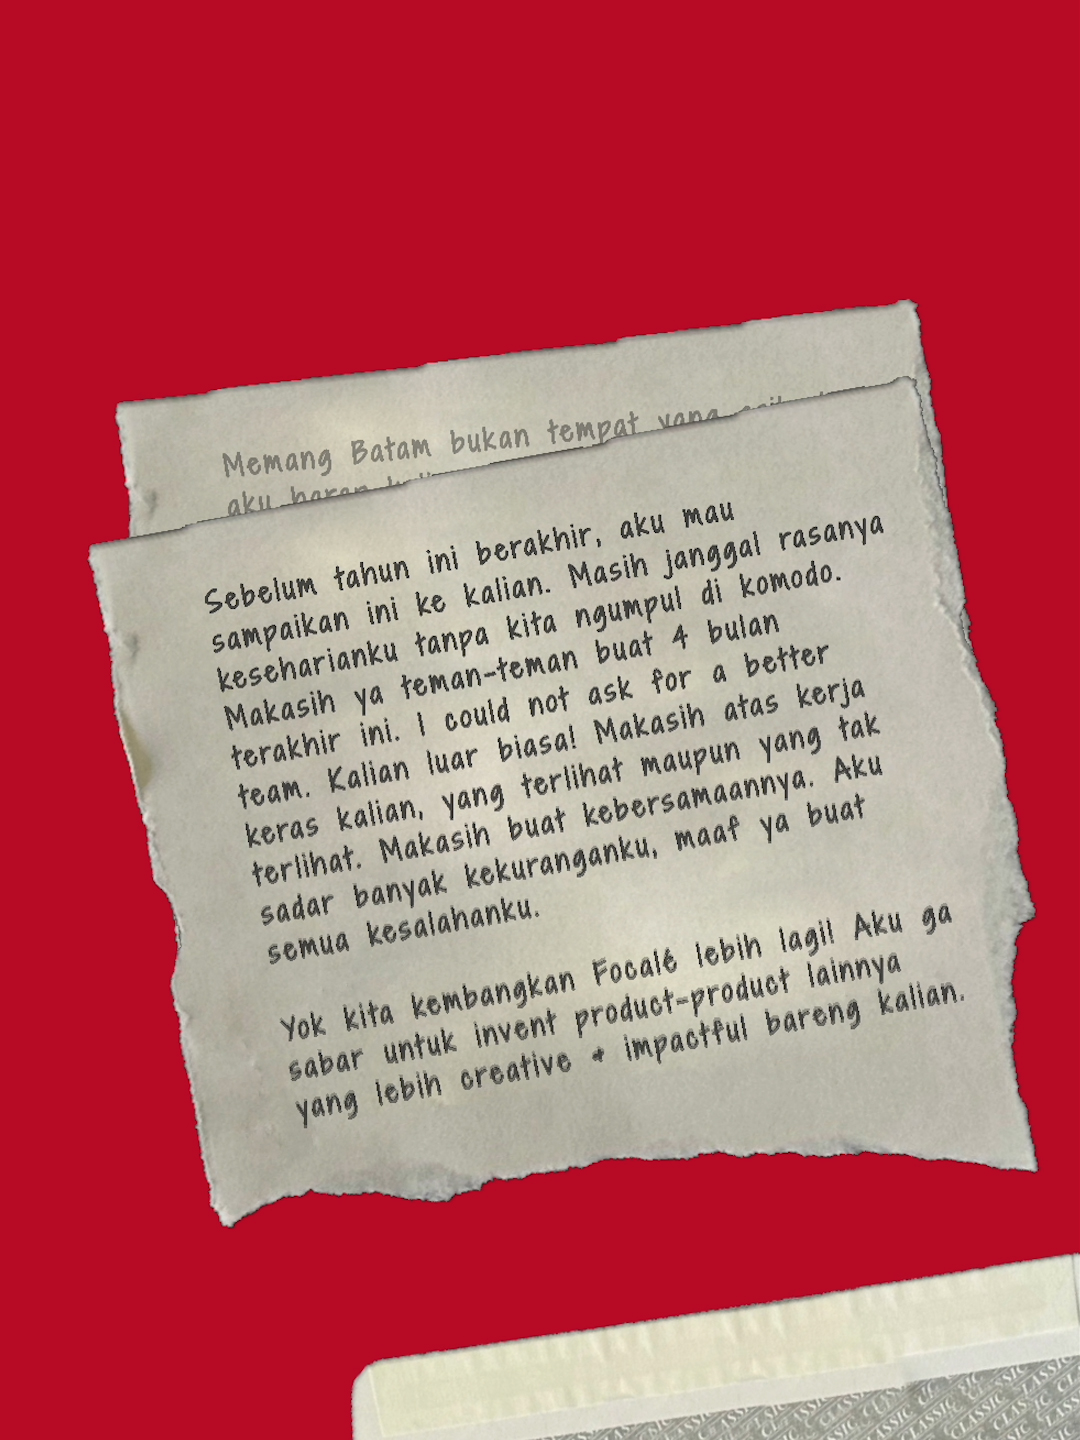 Memang Batam bukan tempat yang
aku
Sebelum tahun ini berakhir, aku mau
sampaikan ini ke kalian. Masih janggal rasanya
keseharianku tanpa kita ngumpul di komodo.
Makasih ya teman-teman buat 4 bulan
terakhir ini. I could not ask for a better
team. Kalian luar biasa! Makasih atas kerja
keras kalian, yang terlihat maupun yang tak
terlihat. Makasih buat kebersamaannya. Aku
sadar banyak kekuranganku, maaf ya buat
semua kesalahanku.
Yok kita kembangkan Focalé lebih lagi! Aku ga
sabar untuk invent product-product lainnya
yang lebih creative & impactful bareng kalian.
CLASSIC CLASSIC CLASSIC CLASSIC